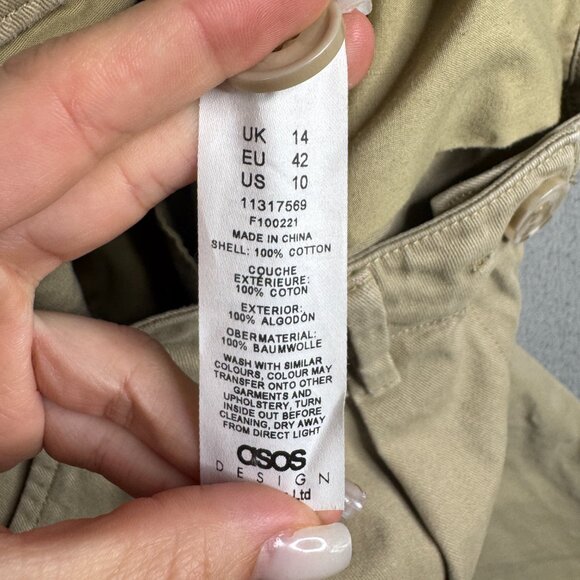 UK 14
EU 42
US 10
11317569
F100221
MADE IN CHINA
SHELL: 100% COTTON
COUCHE
EXTÉRIEURE:
100% COTON
EXTERIOR:
100% ALGODÓN
OBERMATERIAL:
100% BAUMWOLLE
WASH WITH SIMILAR
COLOURS, COLOUR MAY
TRANSFER ONTO OTHER
GARMENTS AND
UPHOLSTERY, TURN
INSIDE OUT BEFORE
CLEANING, DRY AWAY
FROM DIRECT LIGHT
asos
DESIGN
Ltd